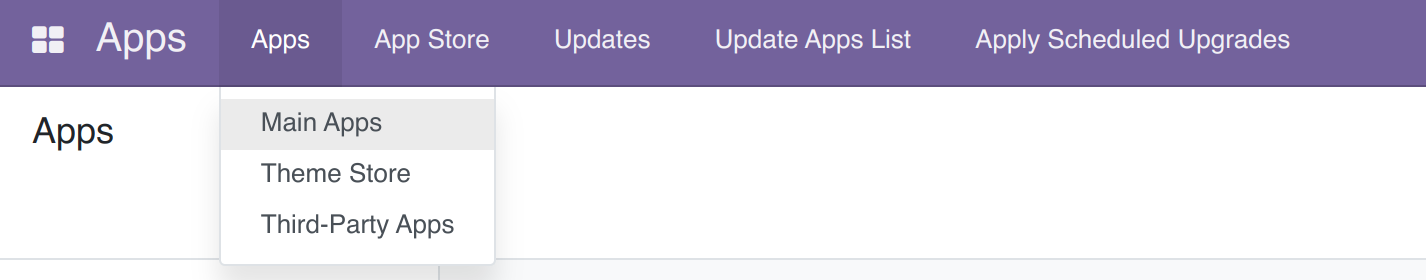 Apps Apps App Store Updates Update Apps List Apply Scheduled Upgrades
Apps
Main Apps
Theme Store
Third-Party Apps